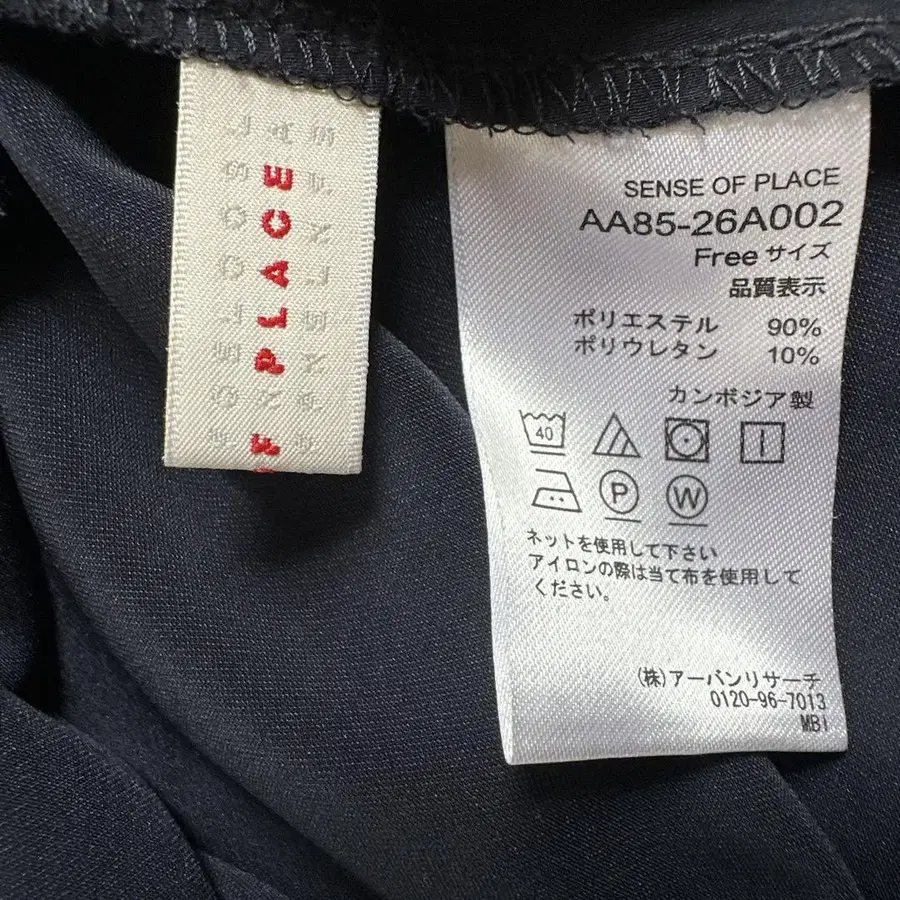 OF PLACE
SENSE OF PLACE
AA85-26A002
Free サイズ
品質表示
ポリエステル 90%
ポリウレタン 10%
カンボジア製
40
P
W
ネットを使用して下さい
アイロンの際は当て布を使用して
ください。
(株)アーバンリサーチ
0120-96-7013
MBI